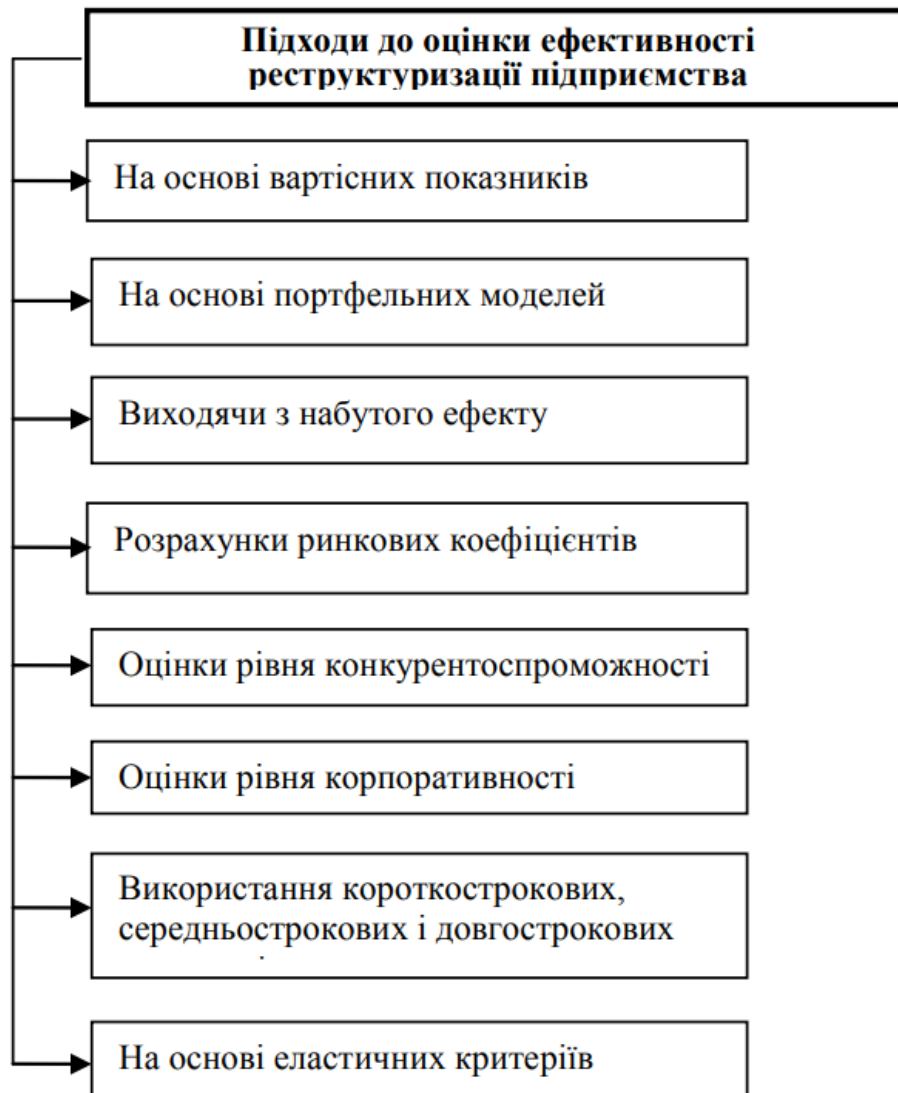 Підходи до оцінки ефективності
реструктуризації підприємства
На основі вартісних показників
На основі портфельних моделей
Виходячи з набутого ефекту
Розрахунки ринкових коефіцієнтів
Оцінки рівня конкурентоспроможності
Оцінки рівня корпоративності
Використання короткострокових,
середньострокових і довгострокових
На основі еластичних критеріїв